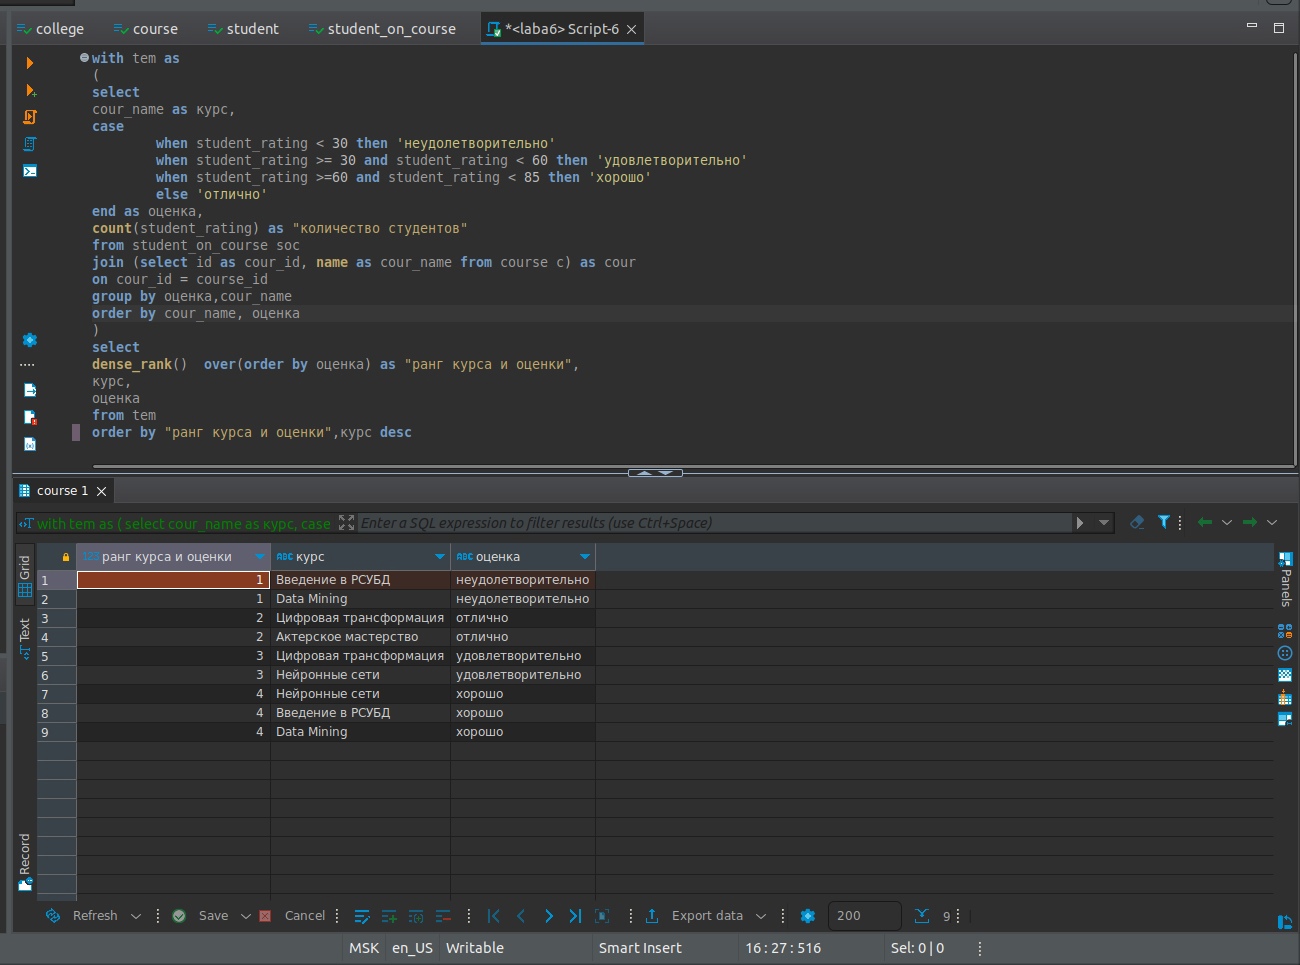 college course student student_on_course *<laba6> Script-6
with tem as
(
select
cour_name as курс,
case
when student_rating < 30 then 'неудолетворительно'
when student_rating >= 30 and student_rating < 60 then 'удовлетворительно'
when student_rating >=60 and student_rating < 85 then 'хорошо'
else 'отлично'
end as оценка,
count(student_rating) as "количество студентов"
from student_on_course soc
join (select id as cour_id, name as cour_name from course c) as cour
on cour_id = course_id
group by оценка,cour_name
order by cour_name, оценка
)
select
dense_rank()  over(order by оценка) as "ранг курса и оценки",
курс,
оценка
from tem
order by "ранг курса и оценки",курс desc
course 1
with tem as ( select cour_name as курс, case Enter a SQL expression to filter results (use Ctrl+Space)
Grid
Text
Record
Panels
123 ранг курса и оценки ABC курс ABC оценка
1 1 Введение в РСУБД неудолетворительно
2 1 Data Mining неудолетворительно
3 2 Цифровая трансформация отлично
4 2 Актерское мастерство отлично
5 3 Цифровая трансформация удовлетворительно
6 3 Нейронные сети удовлетворительно
7 4 Нейронные сети хорошо
8 4 Введение в РСУБД хорошо
9 4 Data Mining хорошо
Refresh Save Cancel Export data 200 9
MSK en_US Writable Smart Insert 16 : 27 : 516 Sel: 0 | 0